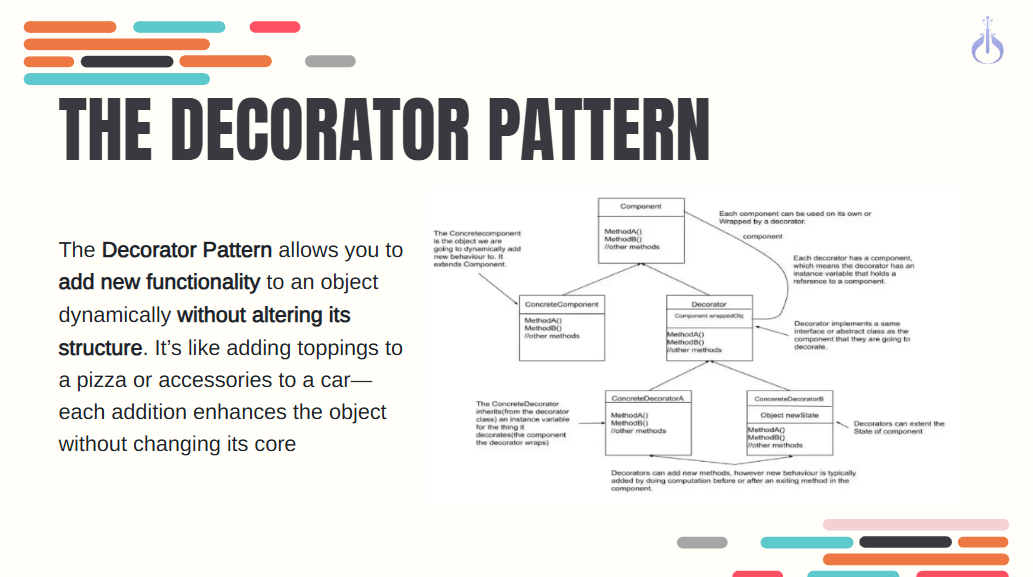 THE DECORATOR PATTERN
The Decorator Pattern allows you to
add new functionality to an object
dynamically without altering its
structure. It’s like adding toppings to
a pizza or accessories to a car—
each addition enhances the object
without changing its core
Component
MethodA()
MethodB()
//other methods
Each component can be used on its own or
Wrapped by a decorator.
component
The Concretecomponent
Is the object we are
going to dynamically add
new behaviour to. It
extends Component.
Each decorator has a component,
which means the decorator has an
instance variable that holds a
reference to a component.
ConcreteComponent
MethodA()
MethodB()
//other methods
Decorator
Component wrappedObj
MethodA()
MethodB()
//other methods
Decorator implements a same
interface or abstract class as the
component that they are going to
decorate.
The ConcreteDecorator
inherits(from the decorator
class) an instance variable
for the thing it
decorates(the component
the decorator wraps)
ConcreteDecoratorA
MethodA()
MethodB()
//other methods
ConcereteDecoratorB
Object newState
MethodA()
MethodB()
//other methods
Decorators can extent the
State of component
Decorators can add new methods, however new behaviour is typically
added by doing computation before or after an exiting method in the
component.